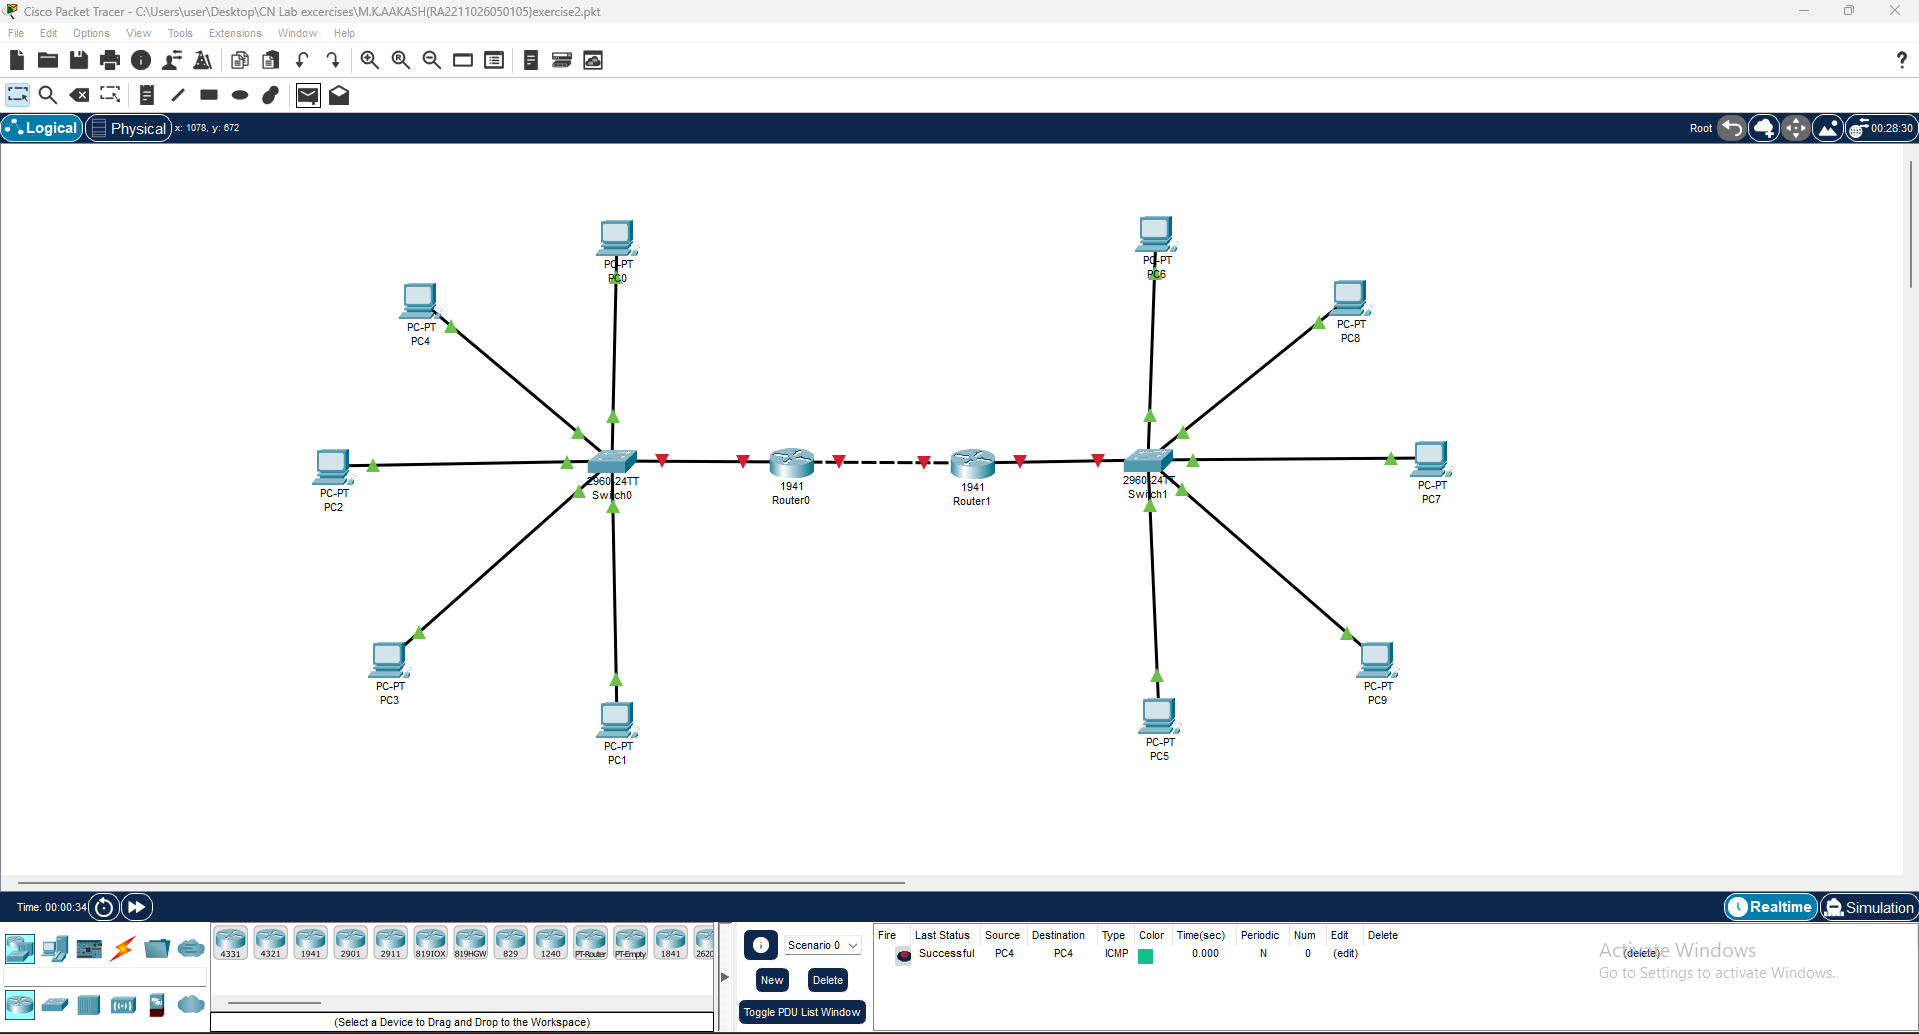 Cisco Packet Tracer - C:\Users\user\Desktop\CN Lab excercises\M.K.AAKASH(RA2211026050105)exercise2.pkt
File Edit Options View Tools Extensions Window Help
Logical Physical x: 1078, y: 672 Root 00:28:30
PC-PT
PC0
PC-PT
PC6
PC-PT
PC4
PC-PT
PC8
2960-24TT
Switch0
1941
Router0
1941
Router1
2960-24TT
Switch1
PC-PT
PC2
PC-PT
PC7
PC-PT
PC3
PC-PT
PC9
PC-PT
PC1
PC-PT
PC5
Time: 00:00:34 Realtime Simulation
4331 4321 1941 2901 2911 819IOX 819HGW 829 1240 PT-Router PT-Empty 1841 2620
(Select a Device to Drag and Drop to the Workspace)
Scenario 0
New Delete
Toggle PDU List Window
Fire Last Status Source Destination Type Color Time(sec) Periodic Num Edit Delete
Successful PC4 PC4 ICMP 0.000 N 0 (edit) (delete)
Activate Windows
Go to Settings to activate Windows.